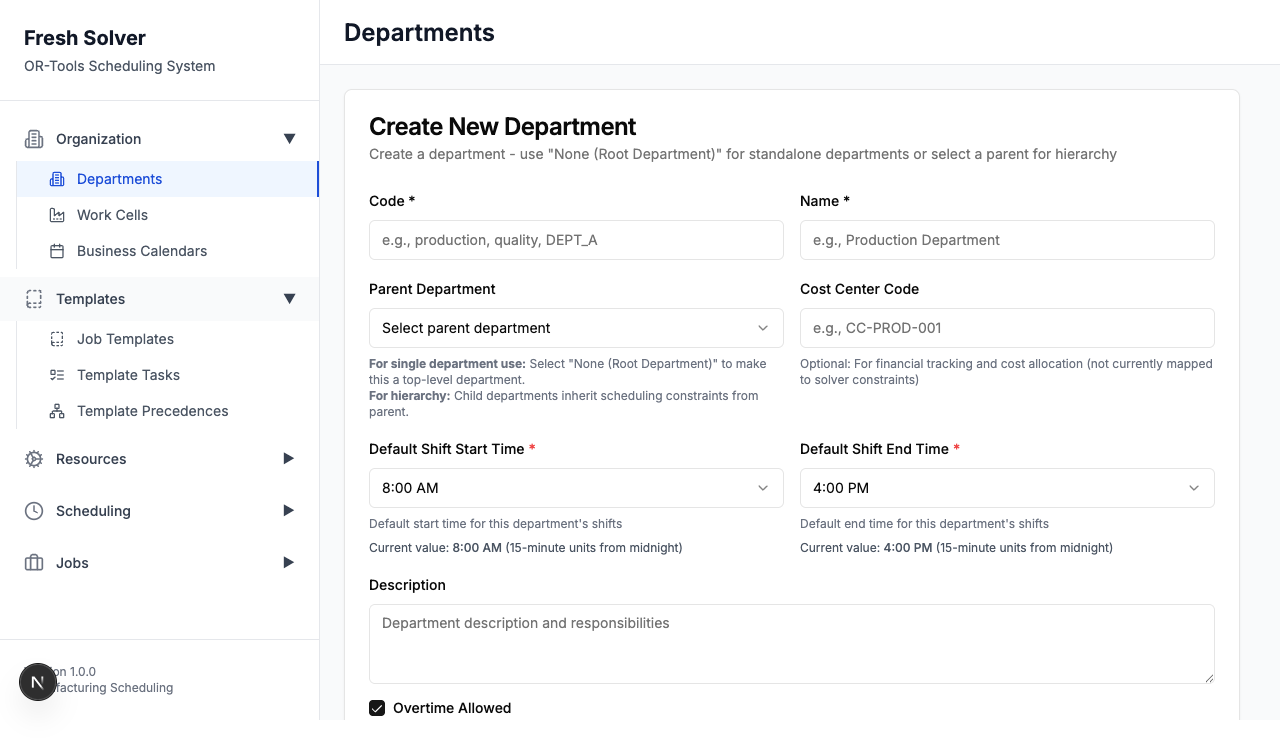 Fresh Solver
OR-Tools Scheduling System
Organization
Departments
Work Cells
Business Calendars
Templates
Job Templates
Template Tasks
Template Precedences
Resources
Scheduling
Jobs
1.0.0
Scheduling
N
Departments
Create New Department
Create a department - use "None (Root Department)" for standalone departments or select a parent for hierarchy
Code *
e.g., production, quality, DEPT_A
Name *
e.g., Production Department
Parent Department
Select parent department
For single department use: Select "None (Root Department)" to make
this a top-level department.
For hierarchy: Child departments inherit scheduling constraints from
parent.
Cost Center Code
e.g., CC-PROD-001
Optional: For financial tracking and cost allocation (not currently mapped
to solver constraints)
Default Shift Start Time *
8:00 AM
Default start time for this department's shifts
Current value: 8:00 AM (15-minute units from midnight)
Default Shift End Time *
4:00 PM
Default end time for this department's shifts
Current value: 4:00 PM (15-minute units from midnight)
Description
Department description and responsibilities
Overtime Allowed